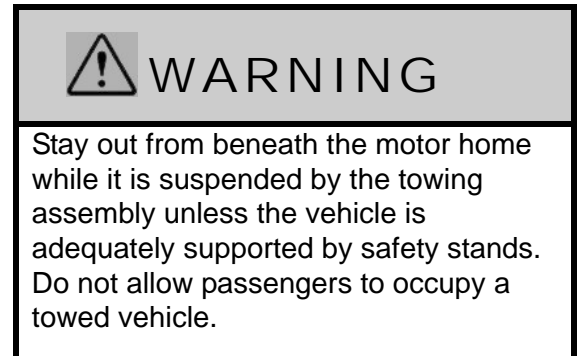 WARNING
Stay out from beneath the motor home
while it is suspended by the towing
assembly unless the vehicle is
adequately supported by safety stands.
Do not allow passengers to occupy a
towed vehicle.